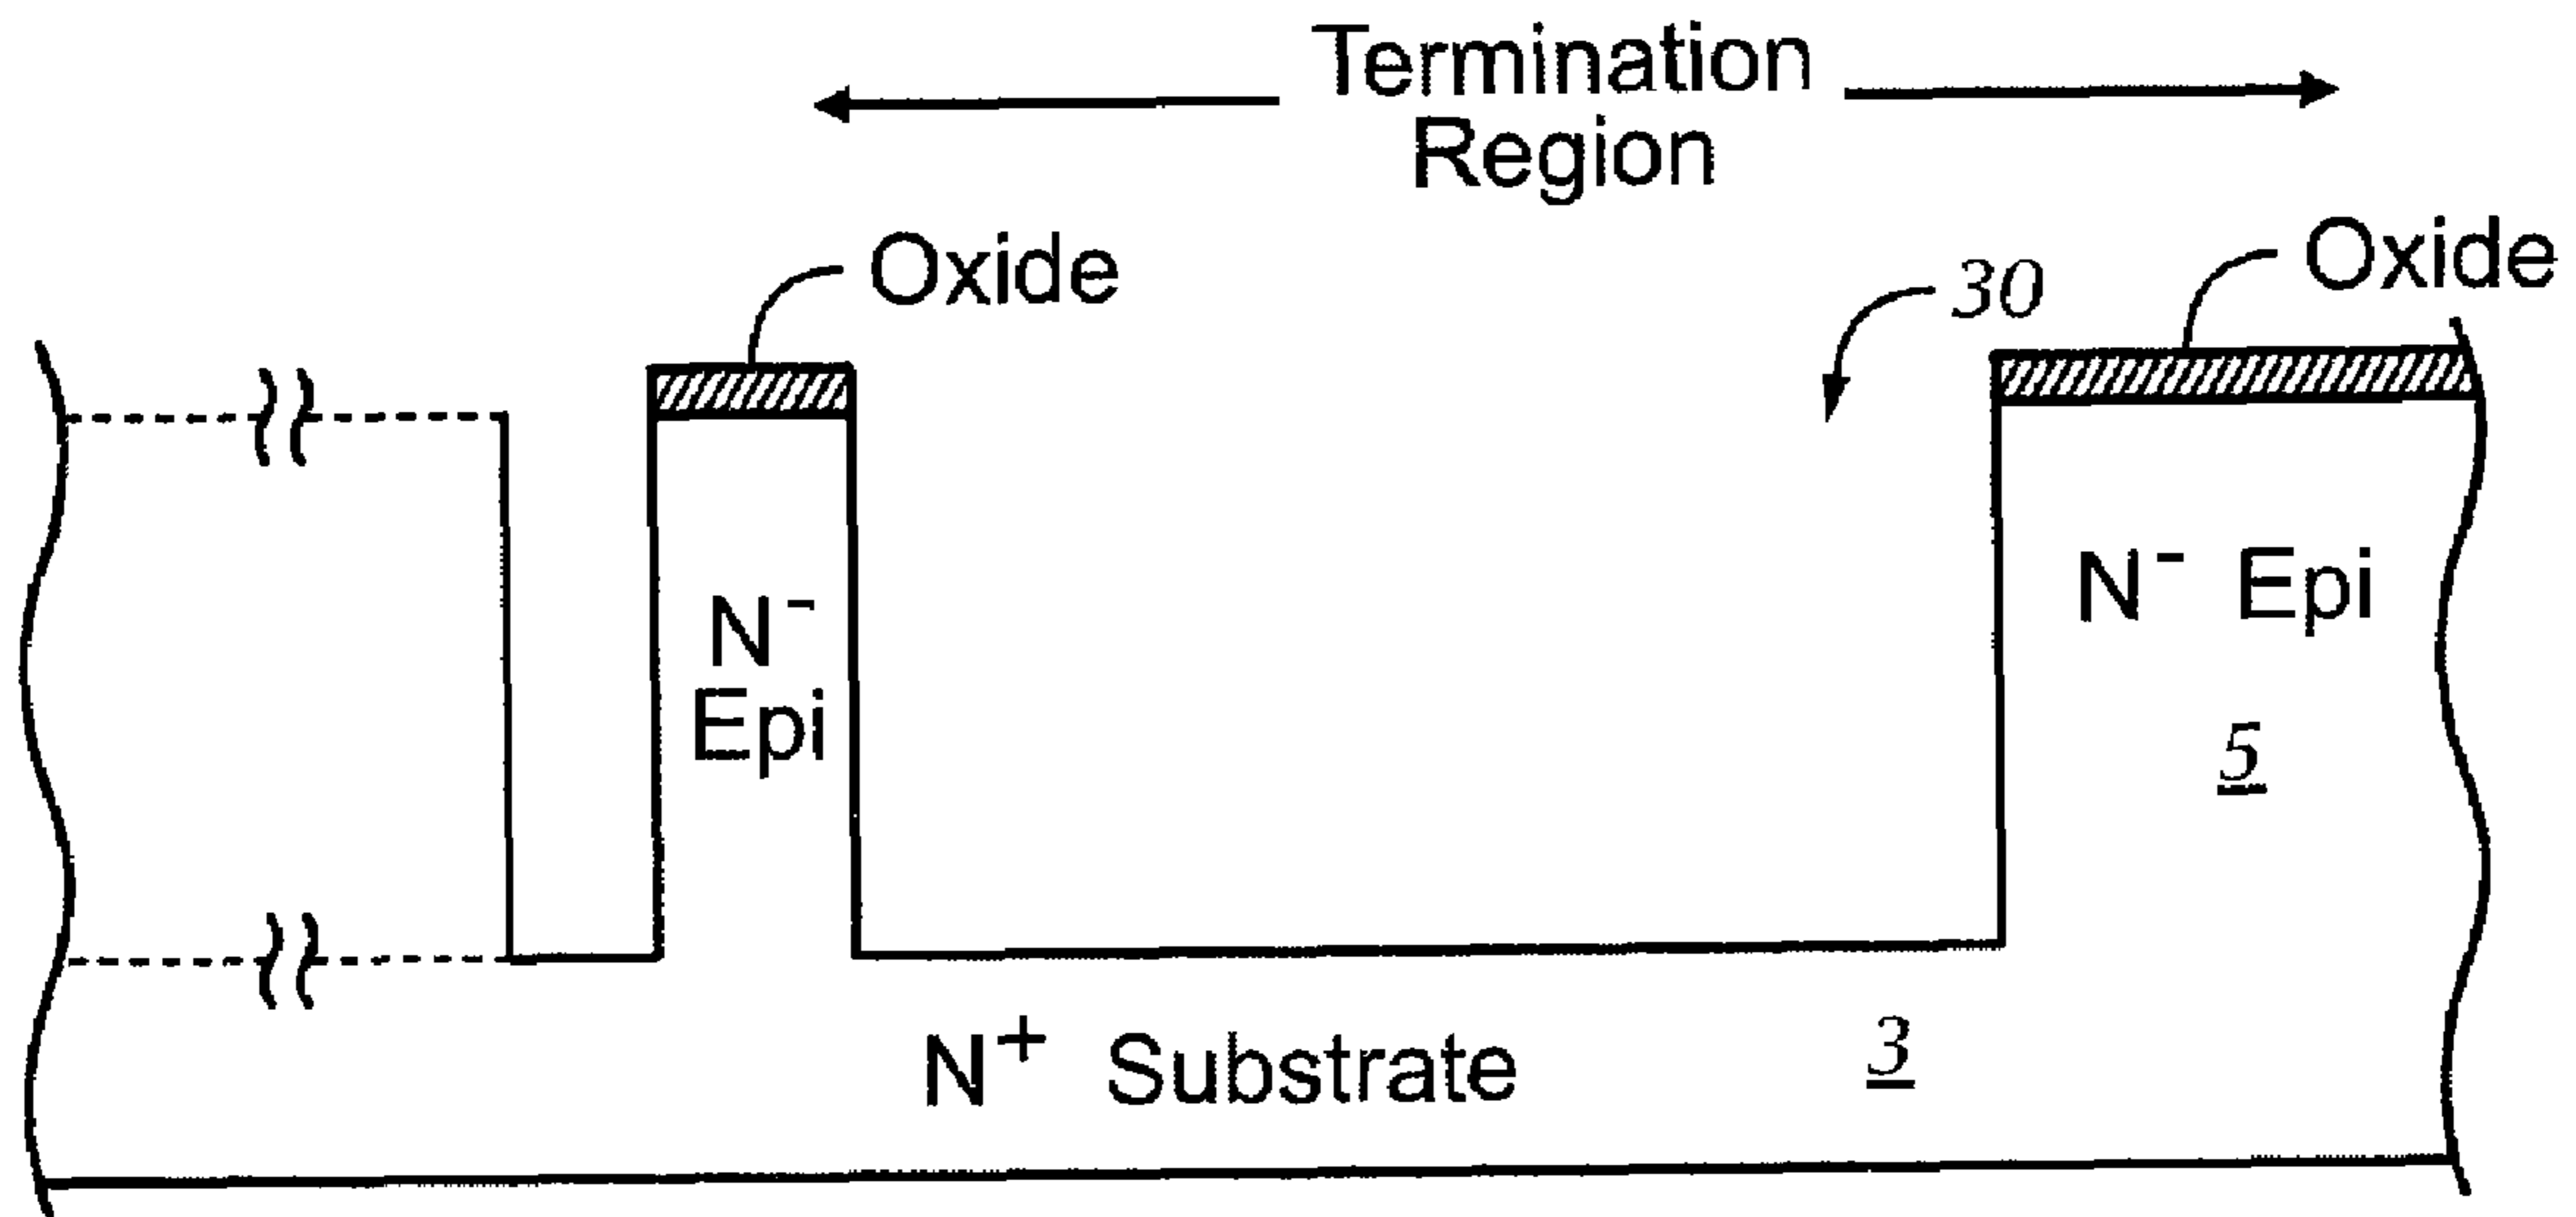 Termination
Region
Oxide
30
Oxide
N⁻
Epi
N⁻ Epi
5
N⁺ Substrate
3